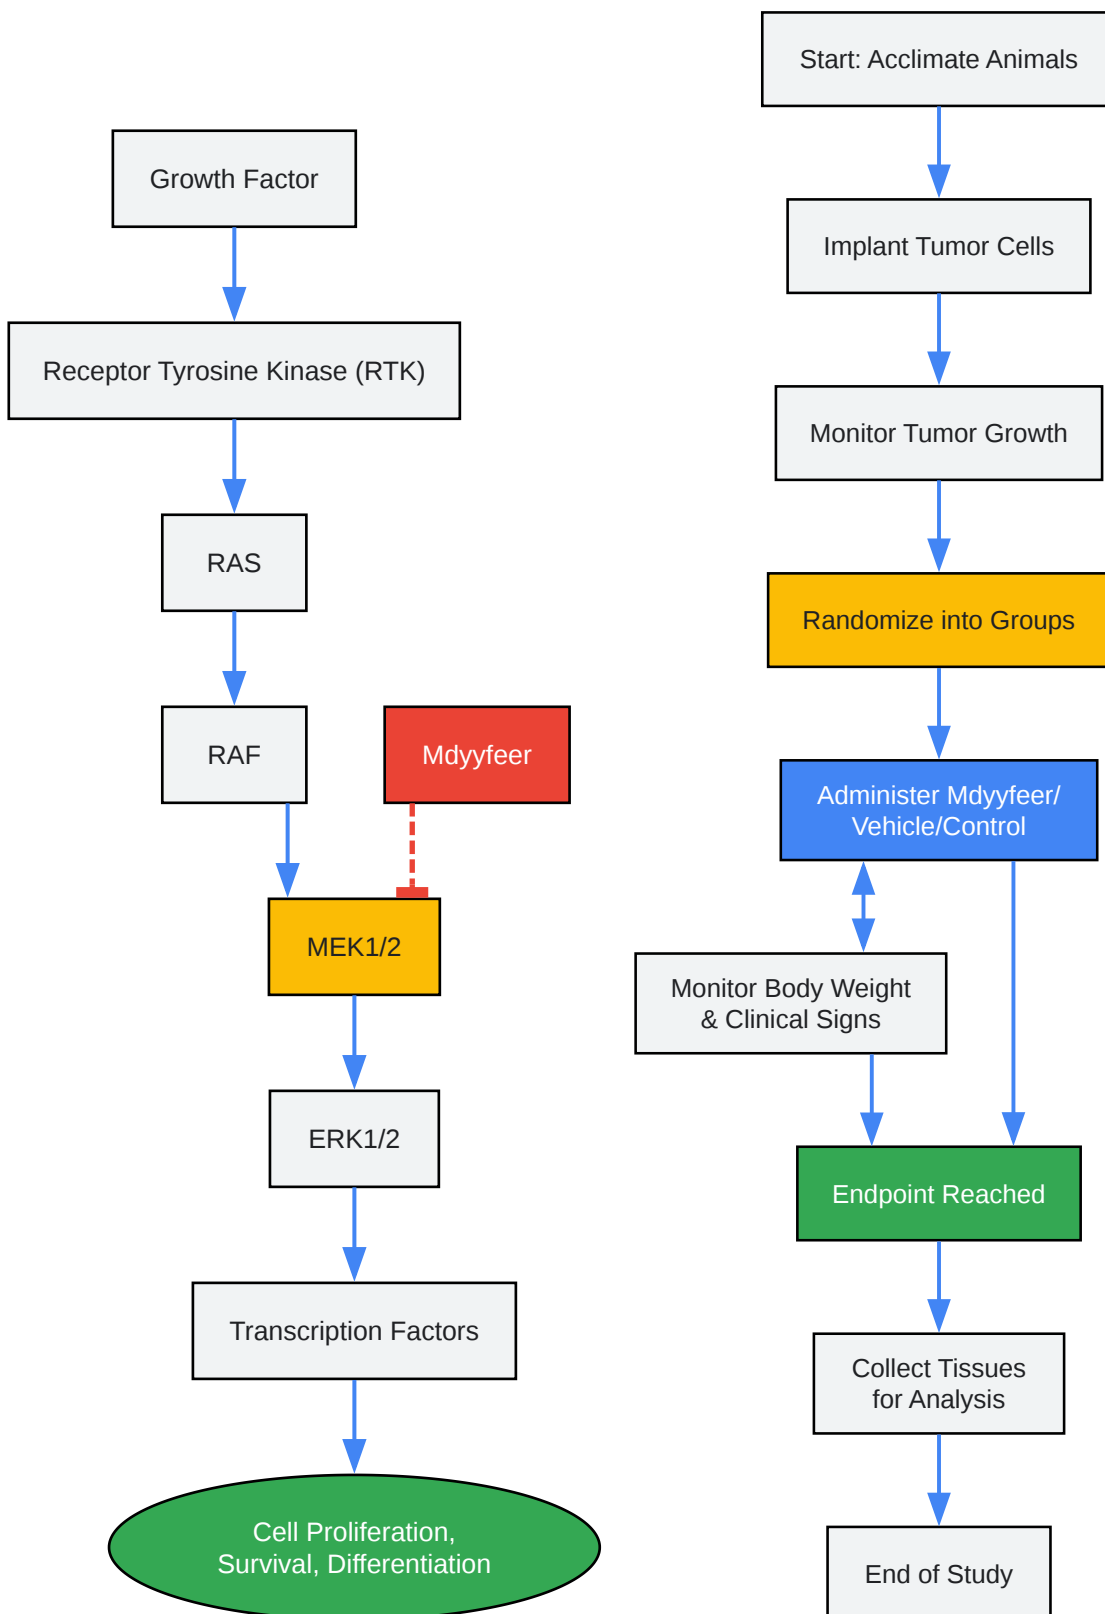 Growth Factor
Receptor Tyrosine Kinase (RTK)
RAS
RAF
Mdyyfeer
MEK1/2
ERK1/2
Transcription Factors
Cell Proliferation,
Survival, Differentiation
Start: Acclimate Animals
Implant Tumor Cells
Monitor Tumor Growth
Randomize into Groups
Administer Mdyyfeer/
Vehicle/Control
Monitor Body Weight
& Clinical Signs
Endpoint Reached
Collect Tissues
for Analysis
End of Study